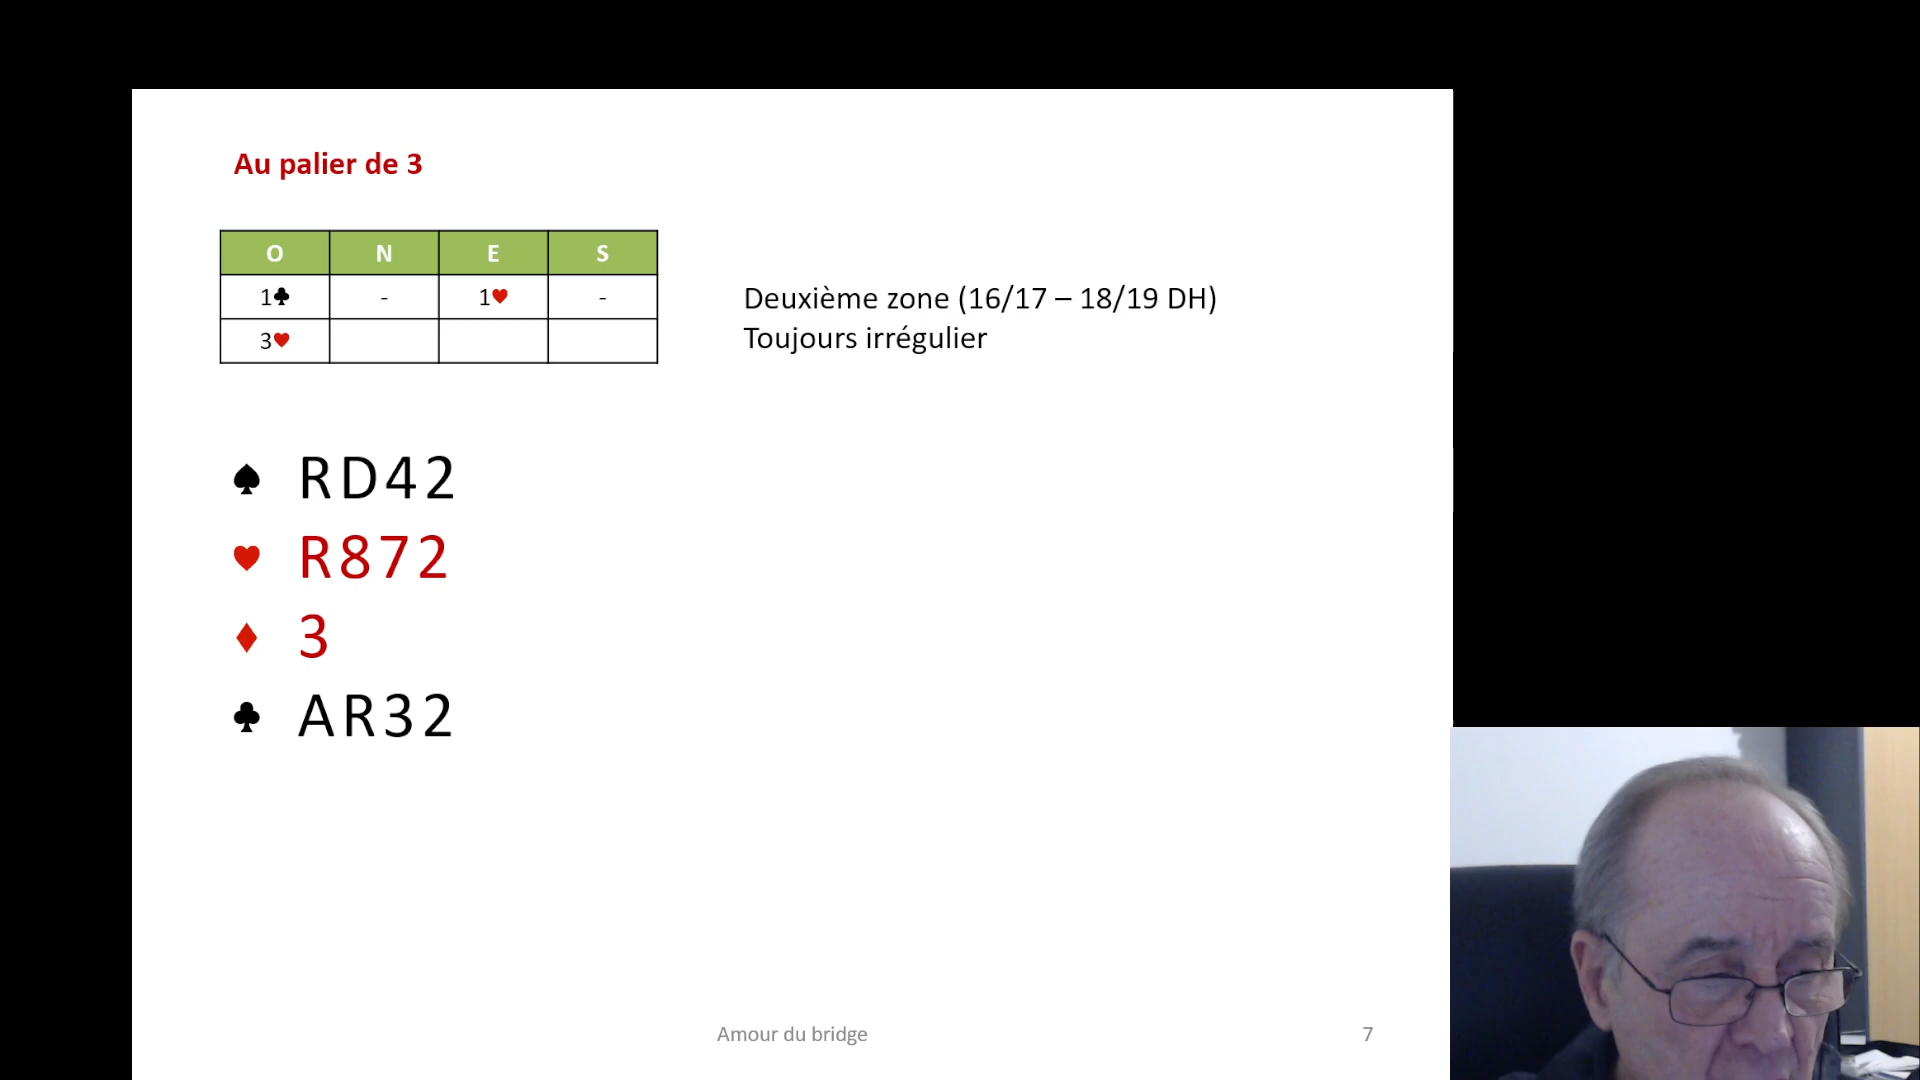 Au palier de 3
O N E S
1♣ - 1♥ -
3♥
Deuxième zone (16/17 – 18/19 DH)
Toujours irrégulier
♠ RD42
♥ R872
♦ 3
♣ AR32
Amour du bridge 7